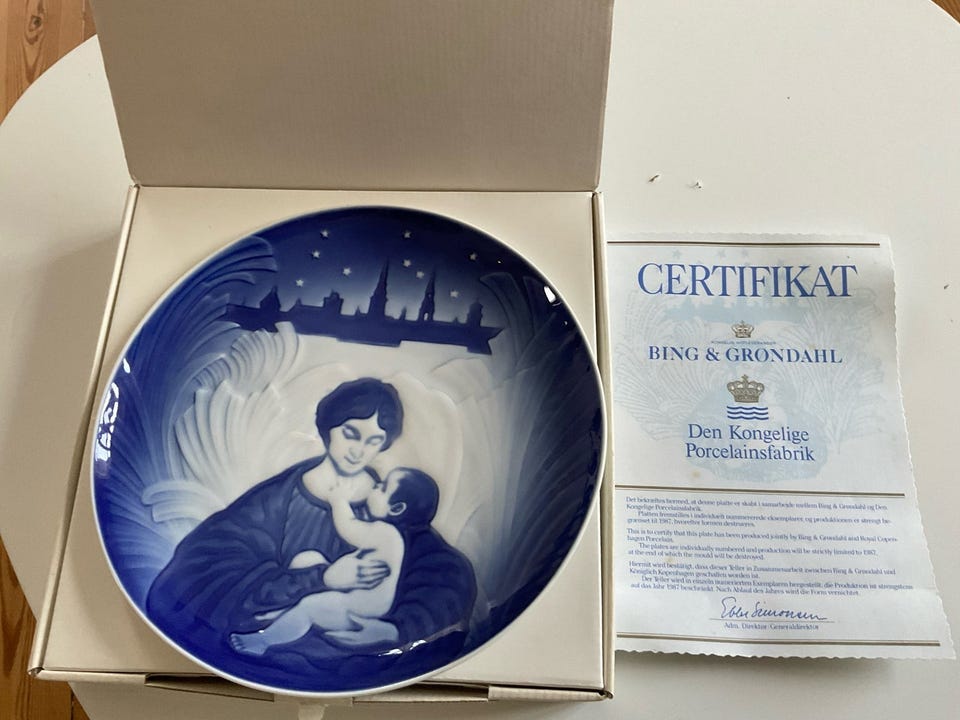 CERTIFIKAT
KONGELIG HOFLEVERANDØR
BING & GRØNDAHL
Den Kongelige
Porcelainsfabrik
Det bekræftes hermed, at denne platte er skabt i samarbejde mellem Bing & Grøndahl og Den
Kongelige Porcelainsfabrik.
Platten fremstilles i individuelt nummererede eksemplarer, og produktionen er strengt be-
grænset til 1987, hvorefter formen destrueres.
This is to certify that this plate has been produced jointly by Bing & Grøndahl and Royal Copen-
hagen Porcelain.
The plates are individually numbered and production will be strictly limited to 1987,
at the end of which the mould will be destroyed.
Hiermit wird bestätigt, dass dieser Teller in Zusammenarbeit zwischen Bing & Grøndahl und
Königlich Kopenhagen geschaffen worden ist.
Der Teller wird in einzeln numerierten Exemplaren hergestellt, die Produktion ist strengstens
auf das Jahr 1987 beschränkt. Nach Ablauf des Jahres wird die Form vernichtet.
Ebbe Simonsen
Adm. Direktør/Generaldirektör